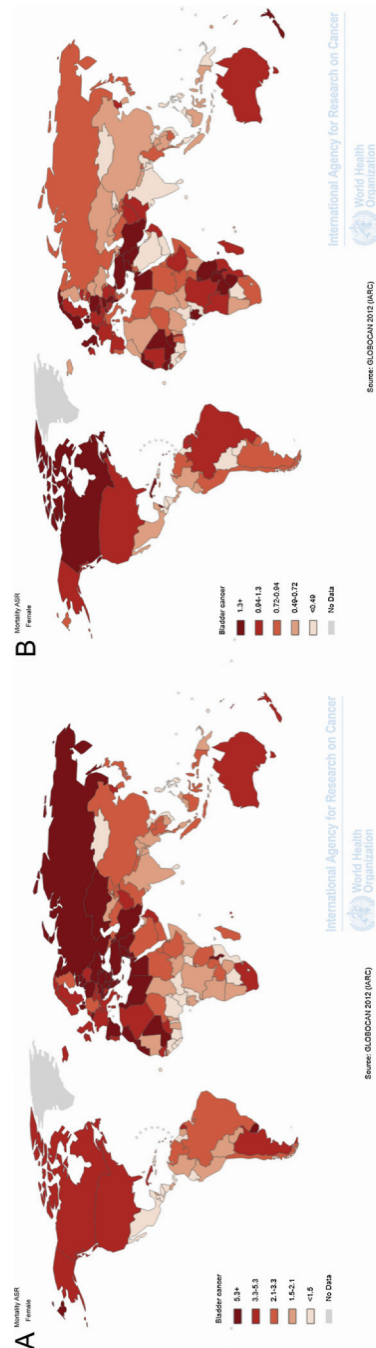 A
Mortality ASR
Female
Bladder cancer
5.3+
3.3-5.3
2.1-3.3
1.5-2.1
<1.5
No Data
Source: GLOBOCAN 2012 (IARC)
International Agency for Research on Cancer
World Health
Organization
B
Mortality ASR
Female
Bladder cancer
1.3+
0.94-1.3
0.72-0.94
0.49-0.72
<0.49
No Data
Source: GLOBOCAN 2012 (IARC)
International Agency for Research on Cancer
World Health
Organization